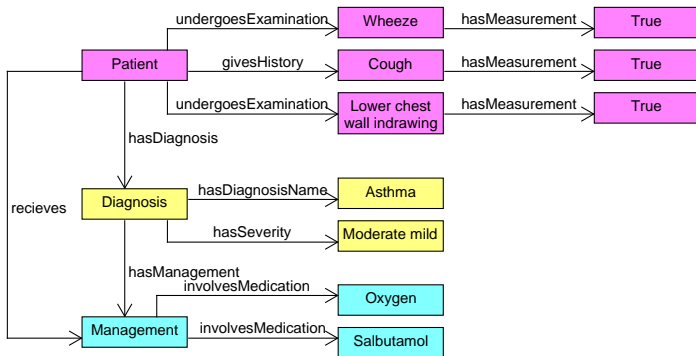 undergoesExamination
Wheeze
hasMeasurement
True
Patient
givesHistory
Cough
hasMeasurement
True
undergoesExamination
Lower chest
wall indrawing
hasMeasurement
True
hasDiagnosis
recieves
Diagnosis
hasDiagnosisName
Asthma
hasSeverity
Moderate mild
hasManagement
involvesMedication
Oxygen
Management
involvesMedication
Salbutamol